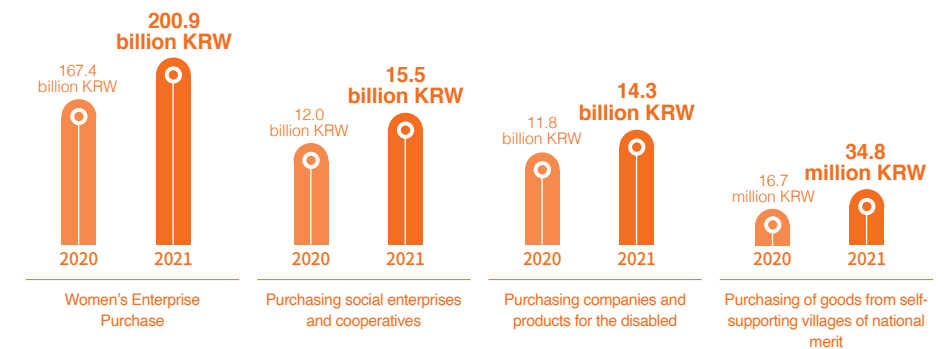 167.4
billion KRW
200.9
billion KRW
2020
2021
Women's Enterprise
Purchase
12.0
billion KRW
15.5
billion KRW
2020
2021
Purchasing social enterprises
and cooperatives
11.8
billion KRW
14.3
billion KRW
2020
2021
Purchasing companies and
products for the disabled
16.7
million KRW
34.8
million KRW
2020
2021
Purchasing of goods from self-
supporting villages of national
merit